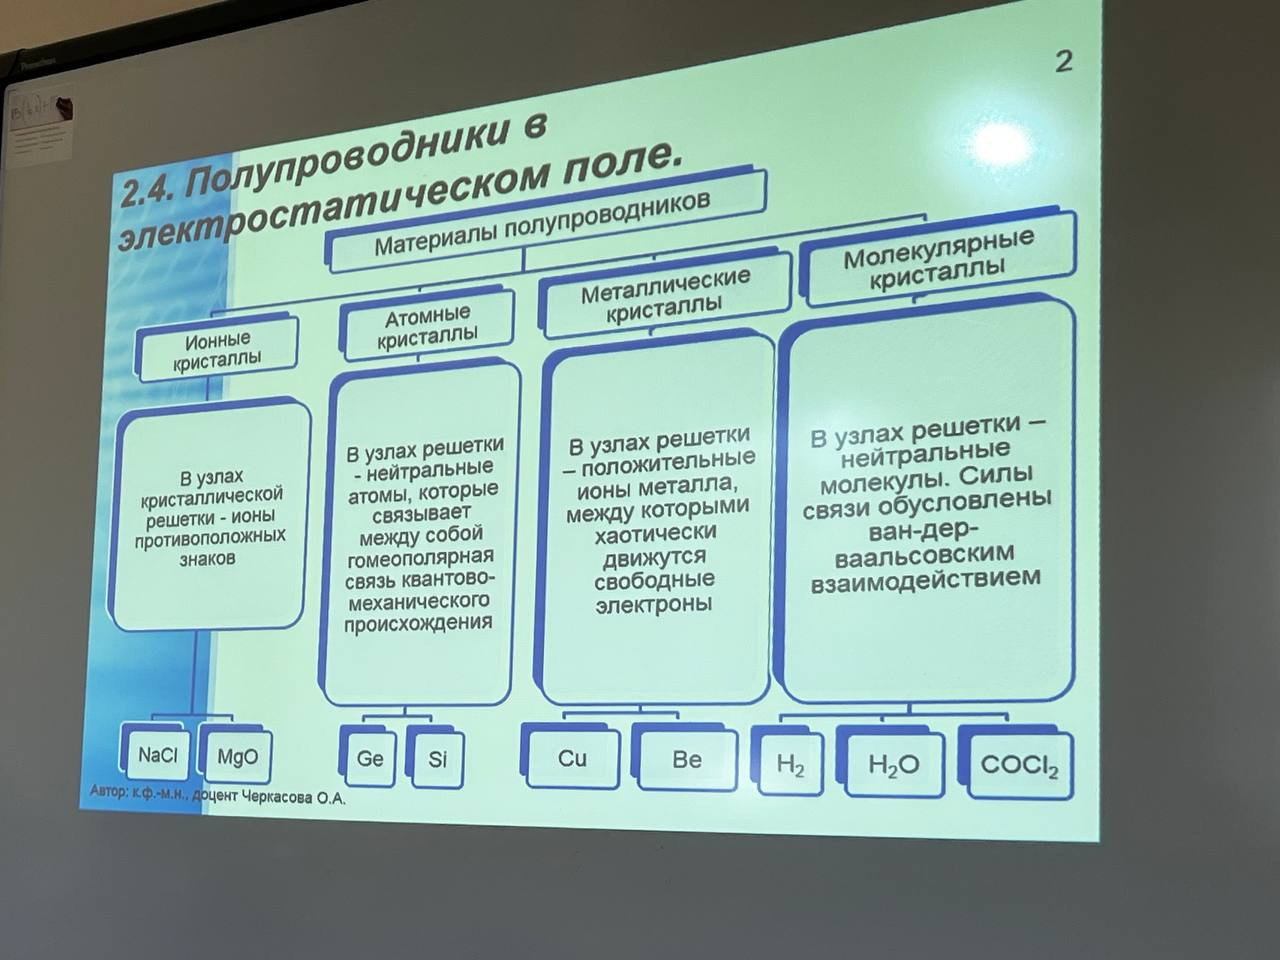 2
2.4. Полупроводники в
электростатическом поле.
Материалы полупроводников
Ионные
кристаллы
Атомные
кристаллы
Металлические
кристаллы
Молекулярные
кристаллы
В узлах
кристаллической
решетки - ионы
противоположных
знаков
В узлах решетки
- нейтральные
атомы, которые
связывает
между собой
гомеополярная
связь квантово-
механического
происхождения
В узлах решетки
– положительные
ионы металла,
между которыми
хаотически
движутся
свободные
электроны
В узлах решетки –
нейтральные
молекулы. Силы
связи обусловлены
ван-дер-
ваальсовским
взаимодействием
NaCl
MgO
Ge
Si
Cu
Be
H₂
H₂O
COCl₂
Автор: к.ф.-м.н., доцент Черкасова О.А.